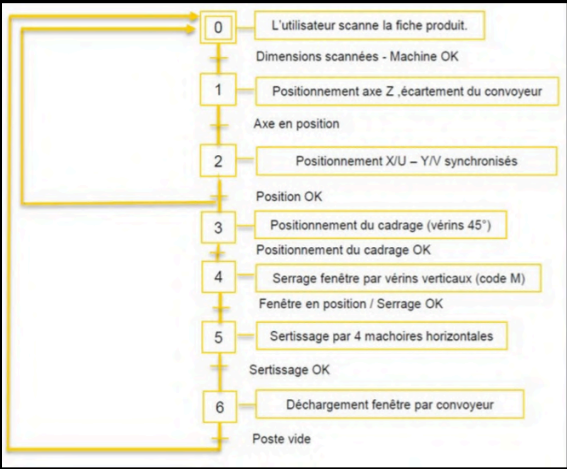 0
L'utilisateur scanne la fiche produit.
Dimensions scannées - Machine OK
1
Positionnement axe Z ,écartement du convoyeur
Axe en position
2
Positionnement X/U – Y/V synchronisés
Position OK
3
Positionnement du cadrage (vérins 45°)
Positionnement du cadrage OK
4
Serrage fenêtre par vérins verticaux (code M)
Fenêtre en position / Serrage OK
5
Sertissage par 4 machoires horizontales
Sertissage OK
6
Déchargement fenêtre par convoyeur
Poste vide